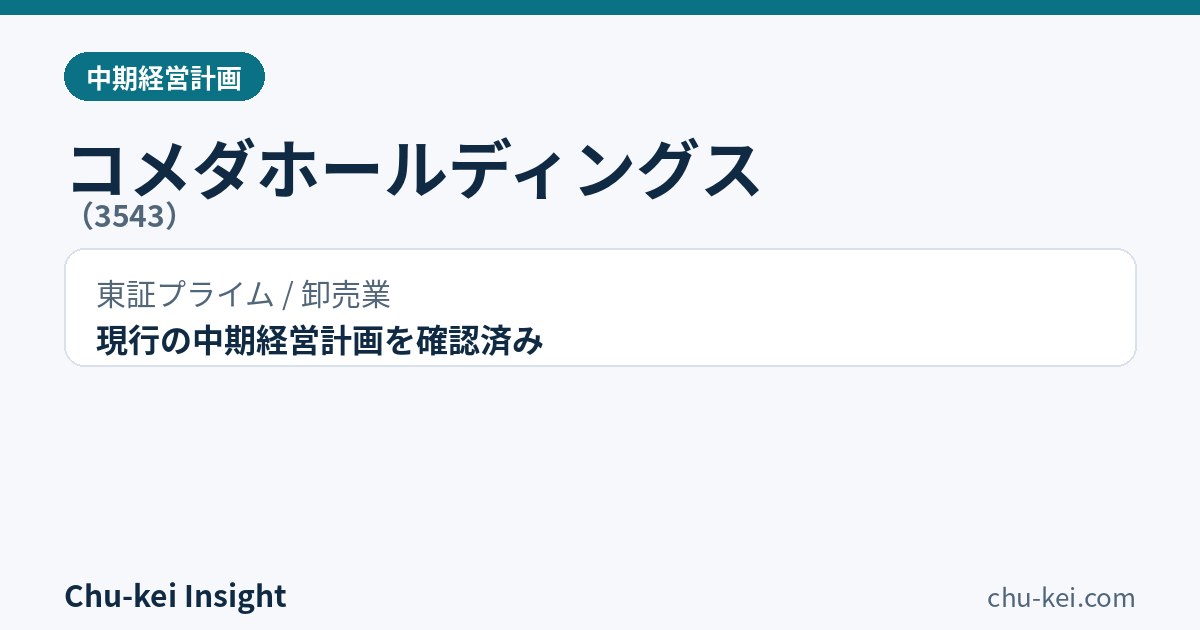 中期経営計画
コメダホールディングス
（3543）
東証プライム / 卸売業
現行の中期経営計画を確認済み
Chu-kei Insight
chu-kei.com